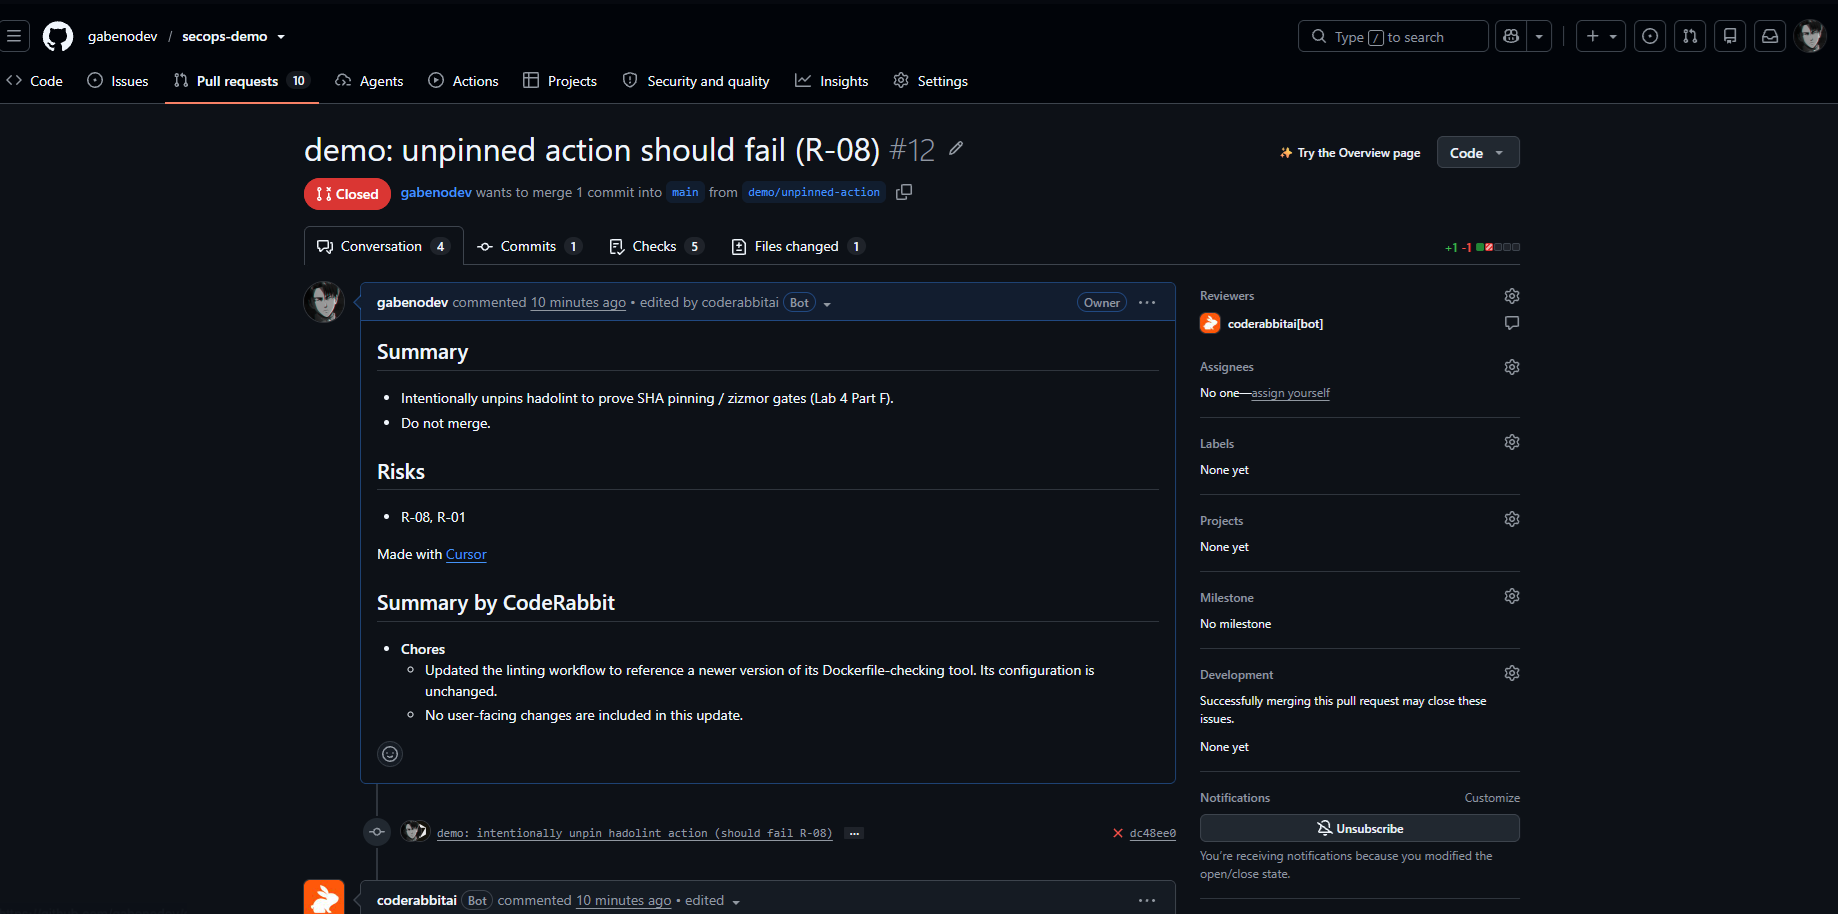 gabenodev / secops-demo
Type / to search
Code
Issues
Pull requests 10
Agents
Actions
Projects
Security and quality
Insights
Settings
demo: unpinned action should fail (R-08) #12
Try the Overview page
Code
Closed
gabenodev wants to merge 1 commit into main from demo/unpinned-action
Conversation 4
Commits 1
Checks 5
Files changed 1
+1 -1
gabenodev commented 10 minutes ago • edited by coderabbitai Bot
Owner
Summary
Intentionally unpins hadolint to prove SHA pinning / zizmor gates (Lab 4 Part F).
Do not merge.
Risks
R-08, R-01
Made with Cursor
Summary by CodeRabbit
Chores
Updated the linting workflow to reference a newer version of its Dockerfile-checking tool. Its configuration is
unchanged.
No user-facing changes are included in this update.
demo: intentionally unpin hadolint action (should fail R-08)
dc48ee0
coderabbitai Bot commented 10 minutes ago • edited
Reviewers
coderabbitai[bot]
Assignees
No one—assign yourself
Labels
None yet
Projects
None yet
Milestone
No milestone
Development
Successfully merging this pull request may close these
issues.
None yet
Notifications
Customize
Unsubscribe
You're receiving notifications because you modified the
open/close state.